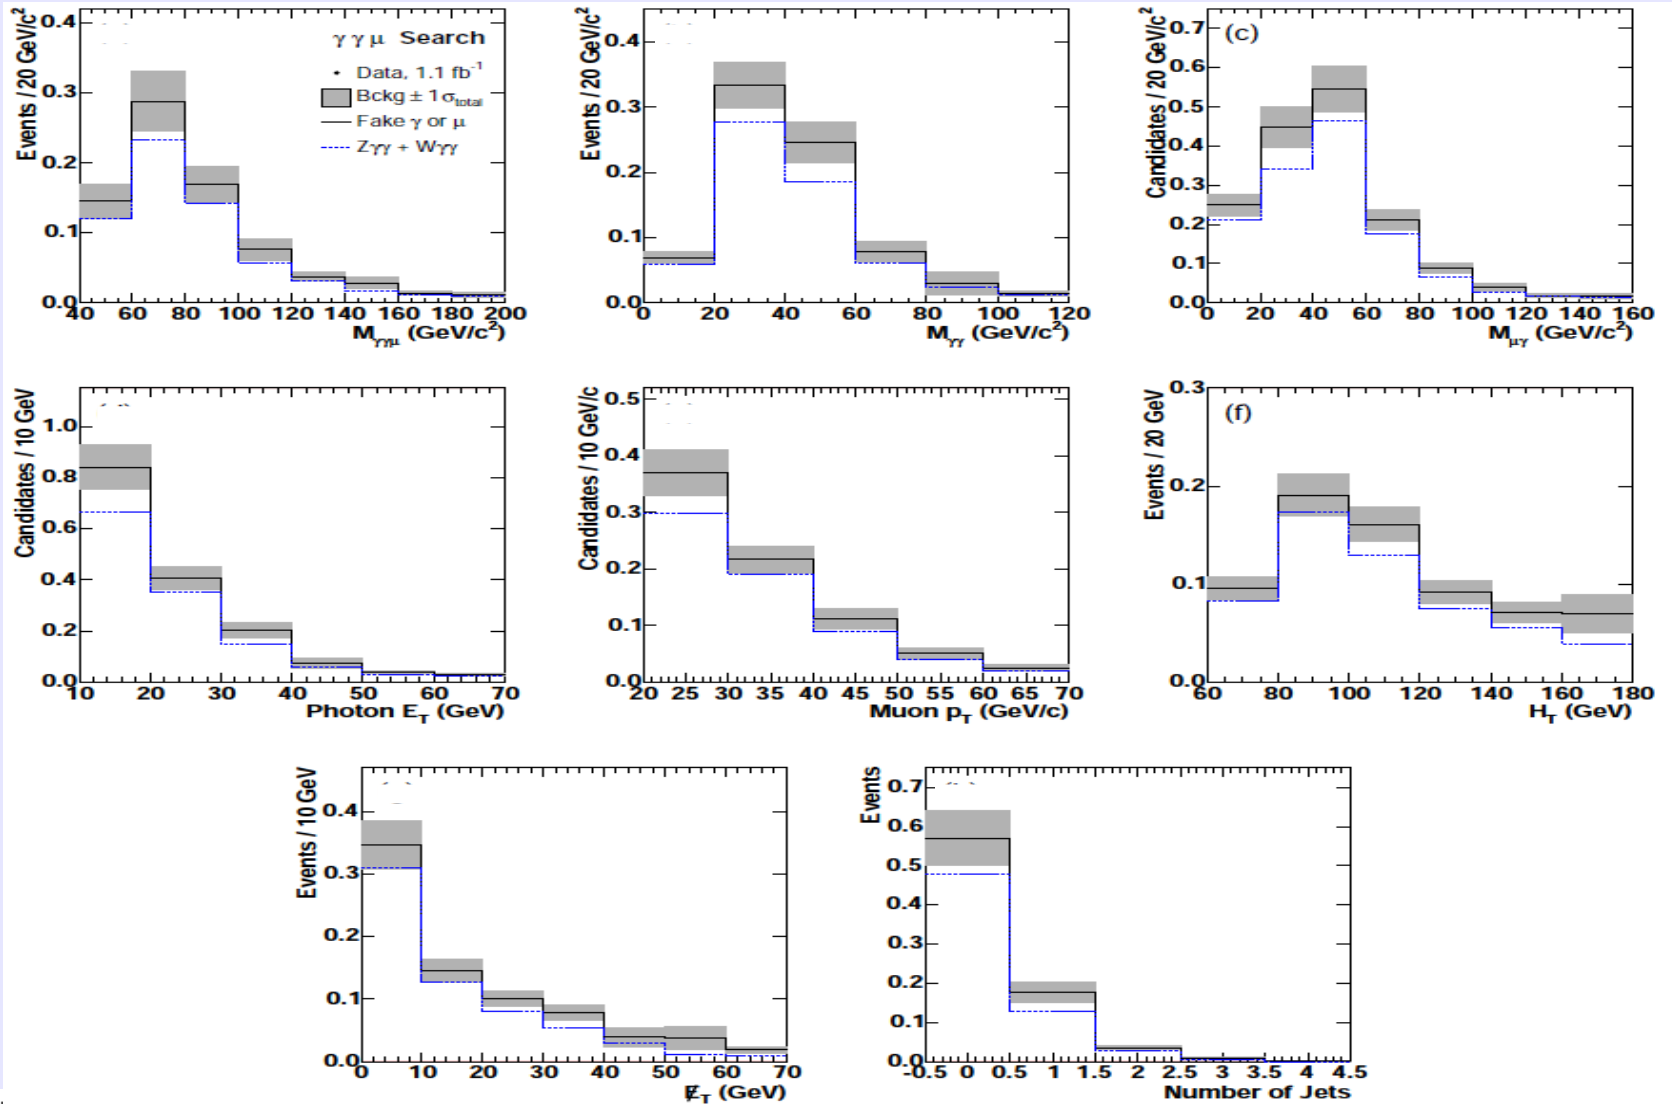 Events / 20 GeV/c²
0.4
0.3
0.2
0.1
0.0
γ γ μ Search
Data, 1.1 fb⁻¹
Bckg ± 1σtotal
Fake γ or μ
Zγγ + Wγγ
40 60 80 100 120 140 160 180 200
Mγγμ (GeV/c²)
Events / 20 GeV/c²
0.4
0.3
0.2
0.1
0.0
0 20 40 60 80 100 120
Mγγ (GeV/c²)
Candidates / 20 GeV/c²
(c)
0.7
0.6
0.5
0.4
0.3
0.2
0.1
0.0
0 20 40 60 80 100 120 140 160
Mμγ (GeV/c²)
Candidates / 10 GeV
1.0
0.8
0.6
0.4
0.2
0.0
10 20 30 40 50 60 70
Photon E_T (GeV)
Candidates / 10 GeV/c
0.5
0.4
0.3
0.2
0.1
0.0
20 25 30 35 40 45 50 55 60 65 70
Muon p_T (GeV/c)
Events / 20 GeV
(f)
0.3
0.2
0.1
0.0
60 80 100 120 140 160 180
H_T (GeV)
Events / 10 GeV
0.4
0.3
0.2
0.1
0.0
0 10 20 30 40 50 60 70
E̸_T (GeV)
Events
0.7
0.6
0.5
0.4
0.3
0.2
0.1
0.0
-0.5 0 0.5 1 1.5 2 2.5 3 3.5 4 4.5
Number of Jets